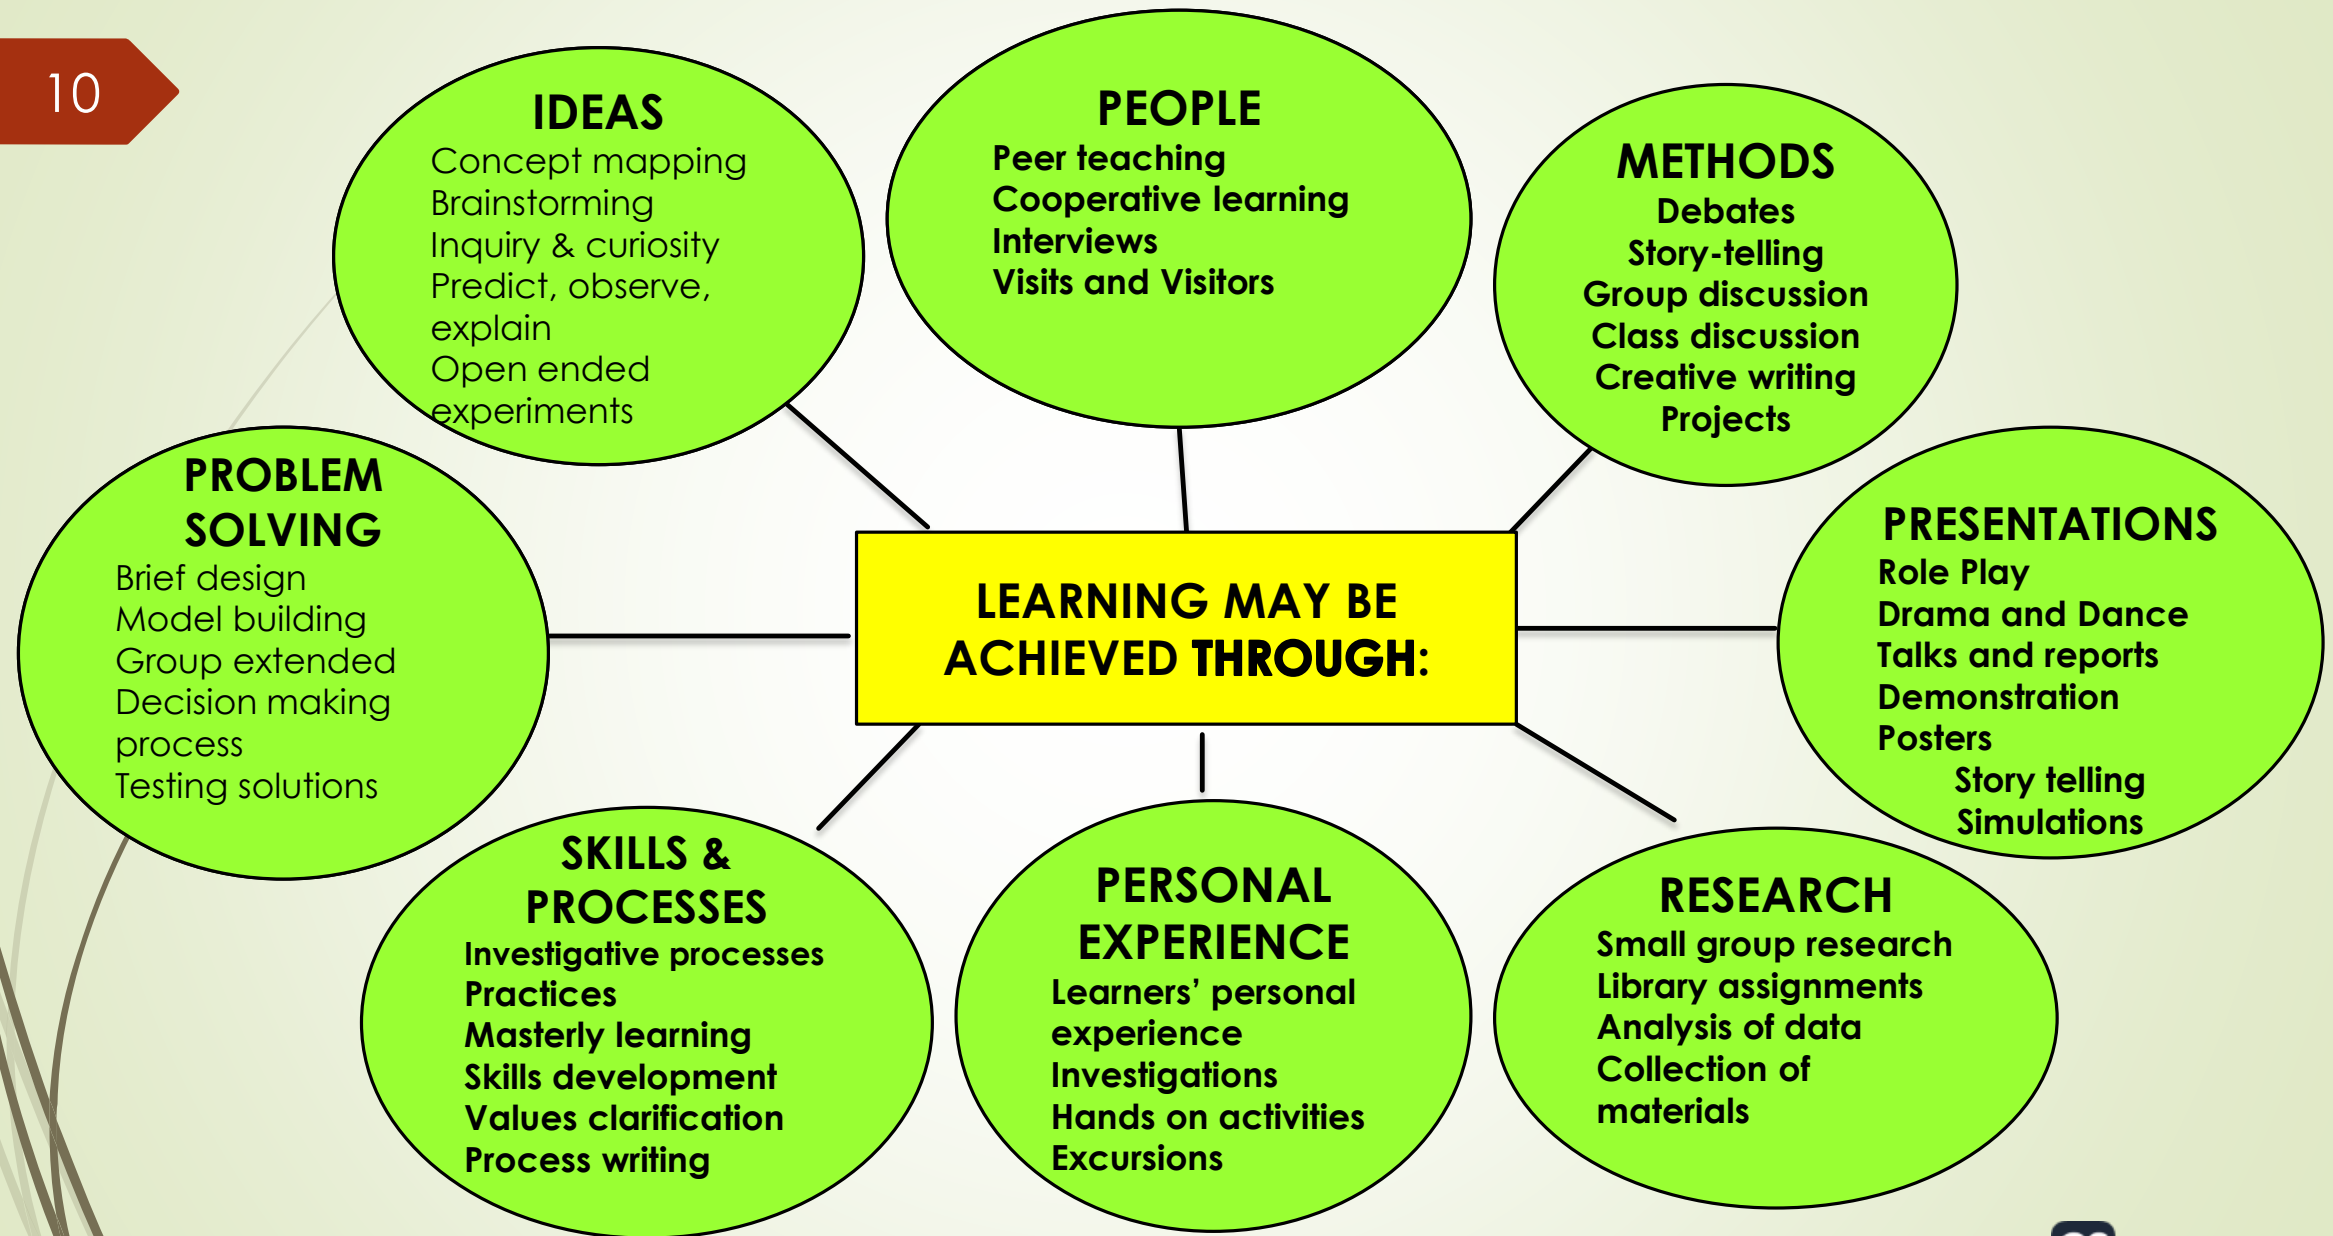 10
IDEAS
Concept mapping
Brainstorming
Inquiry & curiosity
Predict, observe,
explain
Open ended
experiments
PEOPLE
Peer teaching
Cooperative learning
Interviews
Visits and Visitors
METHODS
Debates
Story-telling
Group discussion
Class discussion
Creative writing
Projects
PROBLEM
SOLVING
Brief design
Model building
Group extended
Decision making
process
Testing solutions
LEARNING MAY BE
ACHIEVED THROUGH:
PRESENTATIONS
Role Play
Drama and Dance
Talks and reports
Demonstration
Posters
Story telling
Simulations
SKILLS &
PROCESSES
Investigative processes
Practices
Masterly learning
Skills development
Values clarification
Process writing
PERSONAL
EXPERIENCE
Learners’ personal
experience
Investigations
Hands on activities
Excursions
RESEARCH
Small group research
Library assignments
Analysis of data
Collection of
materials